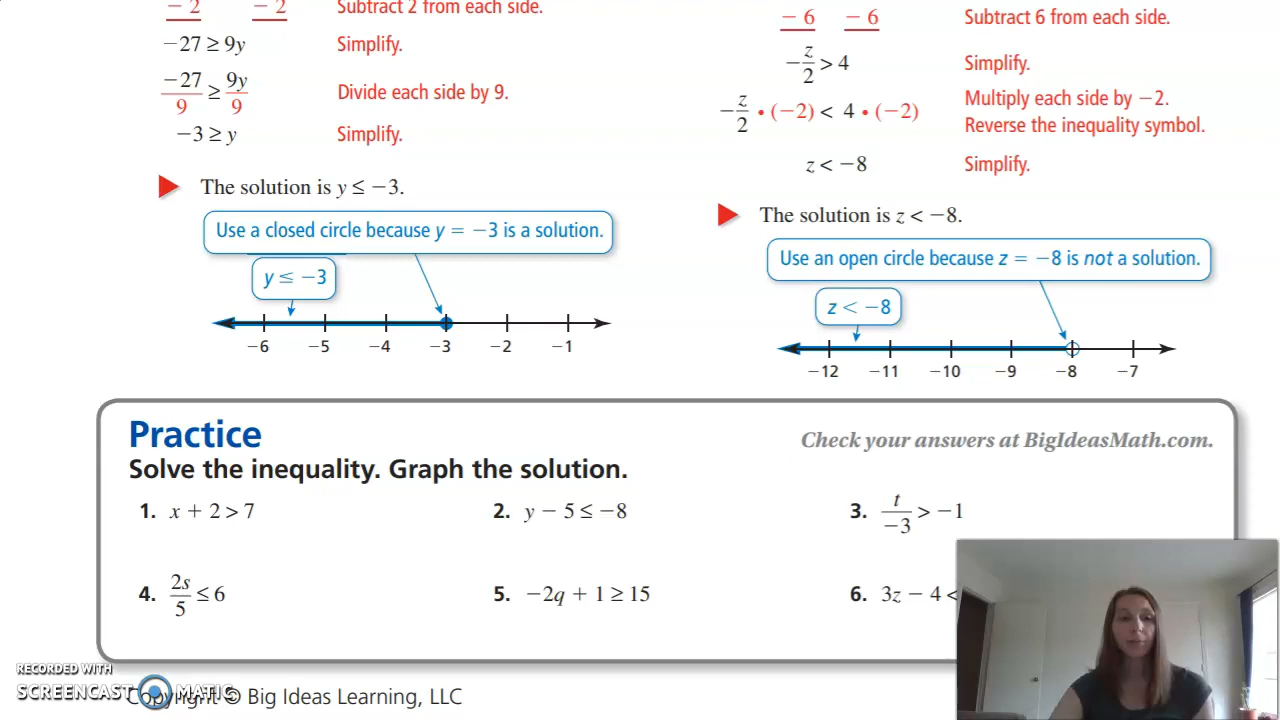 − 2 − 2 Subtract 2 from each side.
−27 ≥ 9y Simplify.
−27/9 ≥ 9y/9 Divide each side by 9.
−3 ≥ y Simplify.
The solution is y ≤ −3.
Use a closed circle because y = −3 is a solution.
y ≤ −3
−6 −5 −4 −3 −2 −1
− 6 − 6 Subtract 6 from each side.
−z/2 > 4 Simplify.
−z/2 • (−2) < 4 • (−2) Multiply each side by −2.
Reverse the inequality symbol.
z < −8 Simplify.
The solution is z < −8.
Use an open circle because z = −8 is not a solution.
z < −8
−12 −11 −10 −9 −8 −7
Practice Check your answers at BigIdeasMath.com.
Solve the inequality. Graph the solution.
1. x + 2 > 7 2. y − 5 ≤ −8 3. t/−3 > −1
4. 2s/5 ≤ 6 5. −2q + 1 ≥ 15 6. 3z − 4 <
RECORDED WITH
SCREENCAST MATIC
Copyright © Big Ideas Learning, LLC